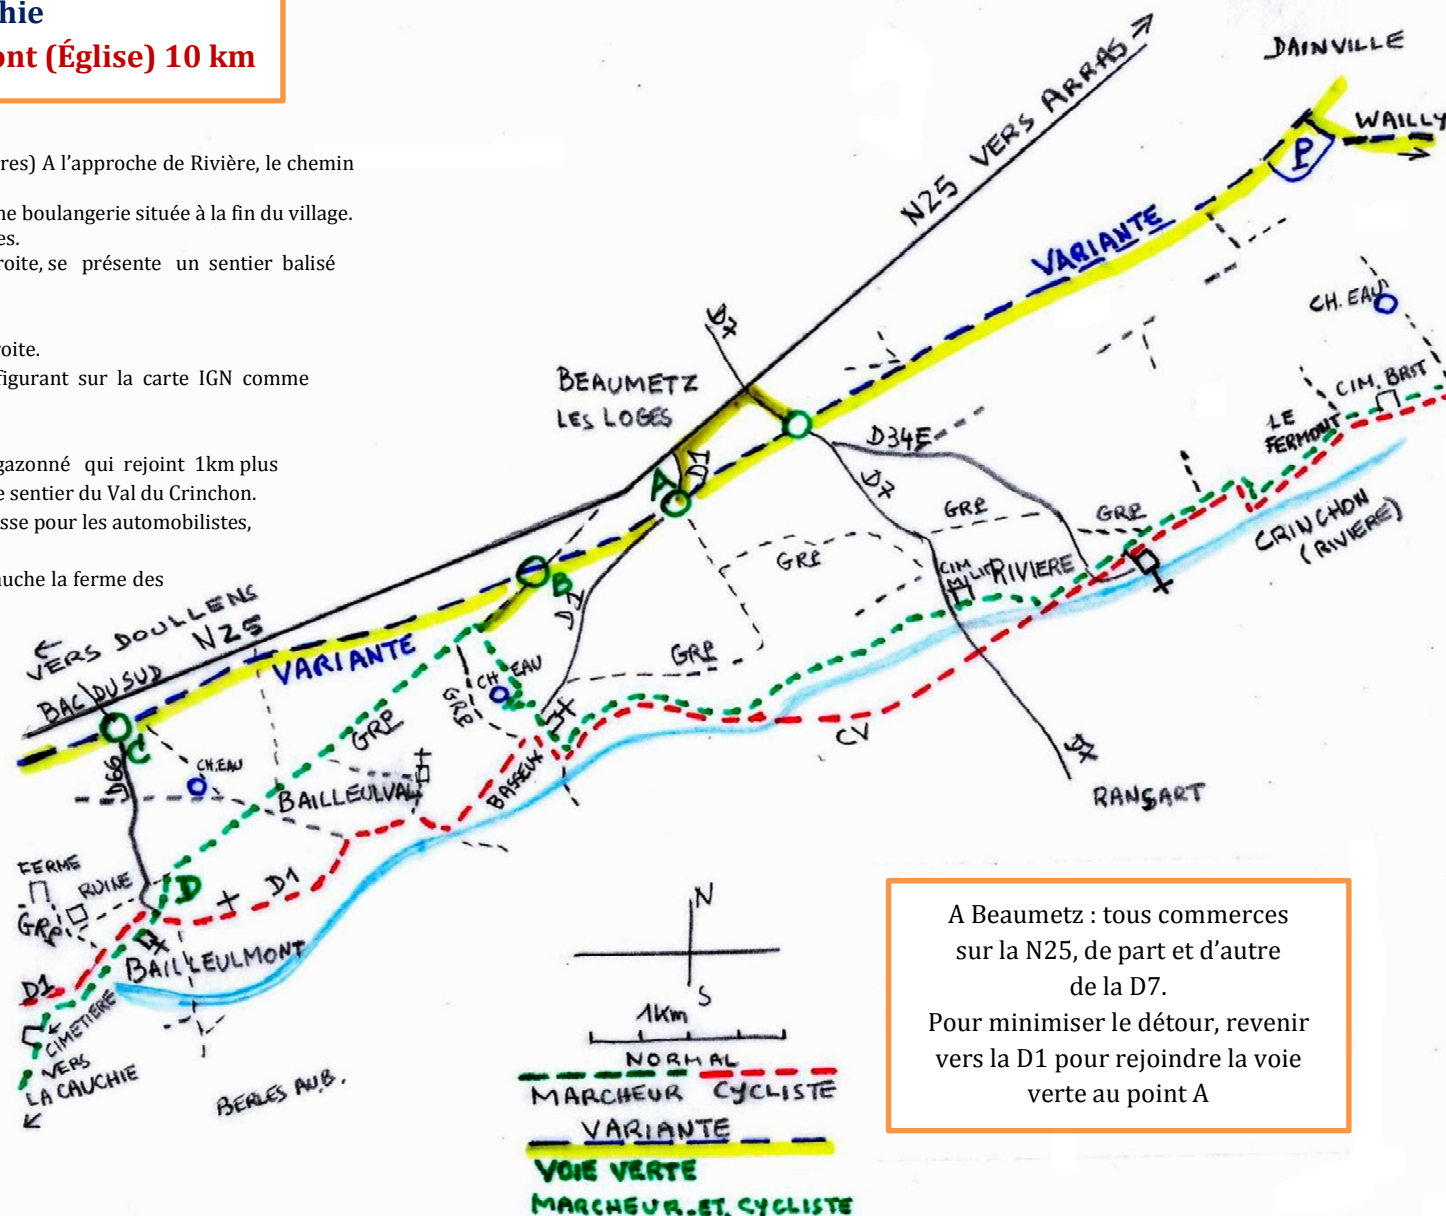 hie
ont (Église) 10 km
res) A l’approche de Rivière, le chemin
ne boulangerie située à la fin du village.
es.
roite, se présente un sentier balisé
roite.
figurant sur la carte IGN comme
gazonné qui rejoint 1km plus
e sentier du Val du Crinchon.
sse pour les automobilistes,
auche la ferme des
DAINVILLE
WAILLY
P
N25 VERS ARRAS
VARIANTE
CH. EAU
D7
BEAUMETZ
LES LOGES
CIM. BRIT
LE
FERMONT
D34E
A
D1
D7
GRP
GRP
CRINCHON
(RIVIERE)
GRP
CIM
MLIT
RIVIERE
B
D1
←
VERS DOULLENS
N25
VARIANTE
BAC DU SUD
C
GRP
CH EAU
GRP
GRP
CV
D7
RANSART
D66
CH.EAU
BAILLEULVAL
BASSEUX
FERME
RUINE
D
D1
GRP
BAILLEULMONT
D1
CIMETIERE
VERS
LA CAUCHIE
BERLES AUB.
N
S
1Km
NORMAL
MARCHEUR CYCLISTE
VARIANTE
VOIE VERTE
MARCHEUR.ET.CYCLISTE
A Beaumetz : tous commerces
sur la N25, de part et d’autre
de la D7.
Pour minimiser le détour, revenir
vers la D1 pour rejoindre la voie
verte au point A